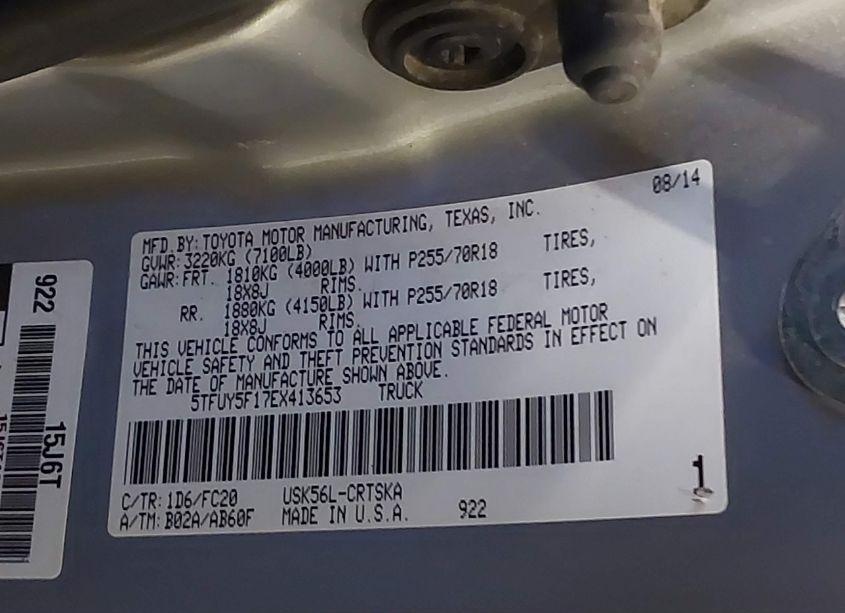 08/14
MFD.BY:TOYOTA MOTOR MANUFACTURING, TEXAS, INC.
GVWR:3220KG (7100LB)
GAWR:FRT. 1810KG (4000LB) WITH P255/70R18 TIRES,
18X8J RIMS.
RR. 1880KG (4150LB) WITH P255/70R18 TIRES,
18X8J RIMS.
THIS VEHICLE CONFORMS TO ALL APPLICABLE FEDERAL MOTOR
VEHICLE SAFETY AND THEFT PREVENTION STANDARDS IN EFFECT ON
THE DATE OF MANUFACTURE SHOWN ABOVE.
5TFUY5F17EX413653 TRUCK
C/TR:1D6/FC20 USK56L-CRTSKA
A/TM:B02A/AB60F MADE IN U.S.A. 922
1
922
15J6T